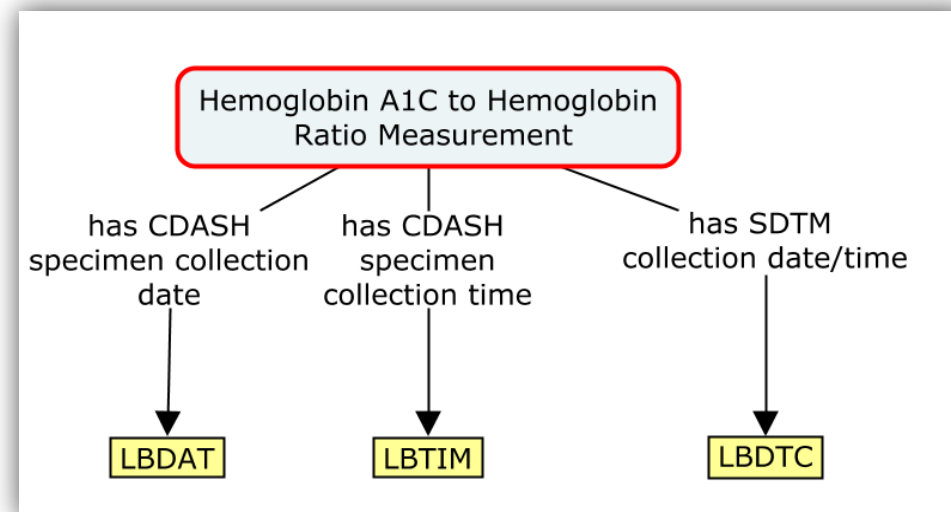 Hemoglobin A1C to Hemoglobin
Ratio Measurement
has CDASH
specimen collection
date
has CDASH
specimen
collection time
has SDTM
collection date/time
LBDAT
LBTIM
LBDTC